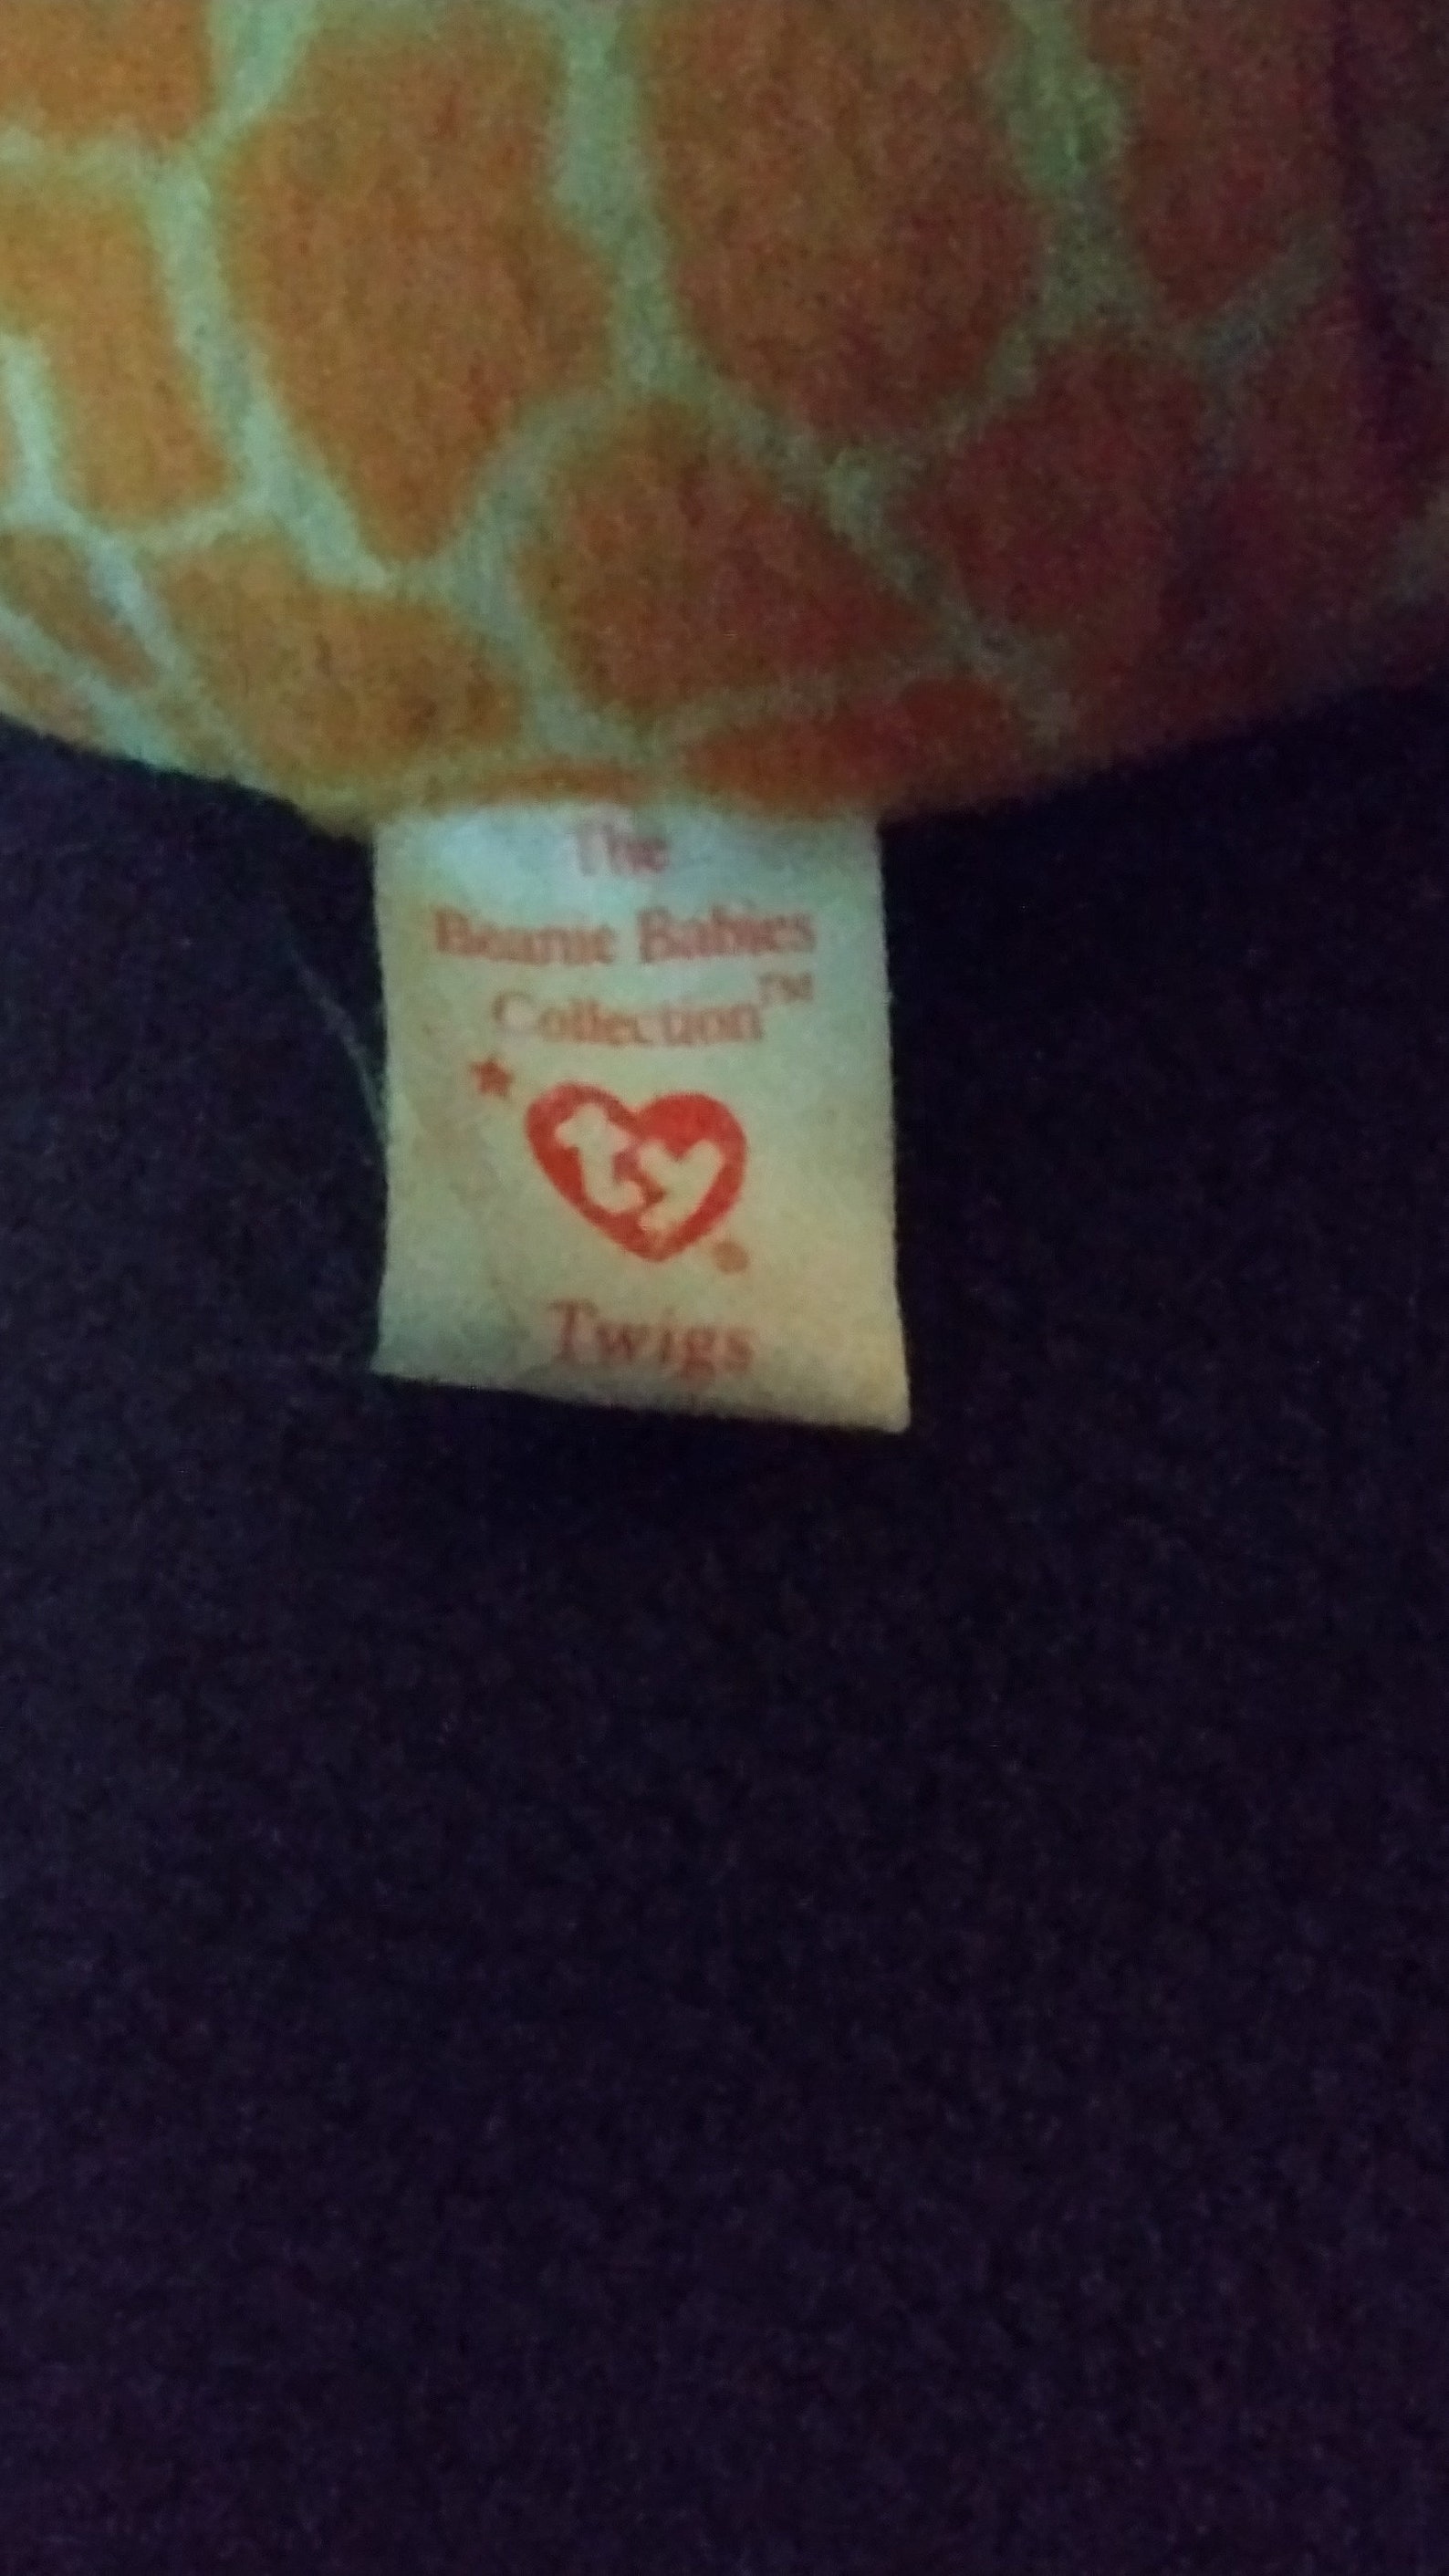 The
Beanie Babies
Collection™
ty®
Twigs